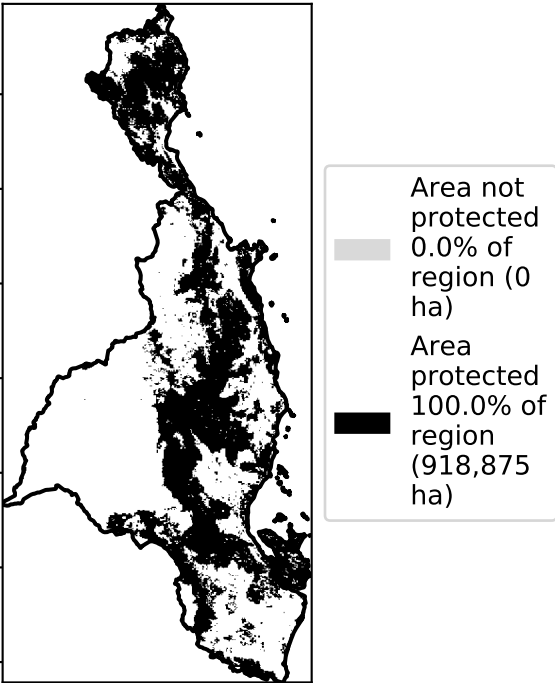 Area not
protected
0.0% of
region (0
ha)
Area
protected
100.0% of
region
(918,875
ha)